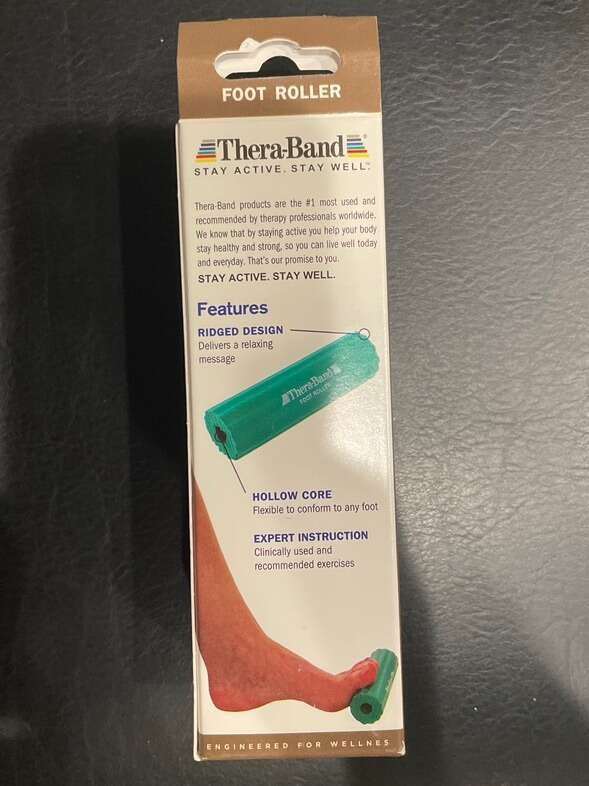 FOOT ROLLER
Thera-Band®
STAY ACTIVE. STAY WELL.™
Thera-Band products are the #1 most used and
recommended by therapy professionals worldwide.
We know that by staying active you help your body
stay healthy and strong, so you can live well today
and everyday. That's our promise to you.
STAY ACTIVE. STAY WELL.
Features
RIDGED DESIGN
Delivers a relaxing
message
Thera-Band
FOOT ROLLER
HOLLOW CORE
Flexible to conform to any foot
EXPERT INSTRUCTION
Clinically used and
recommended exercises
ENGINEERED FOR WELLNES